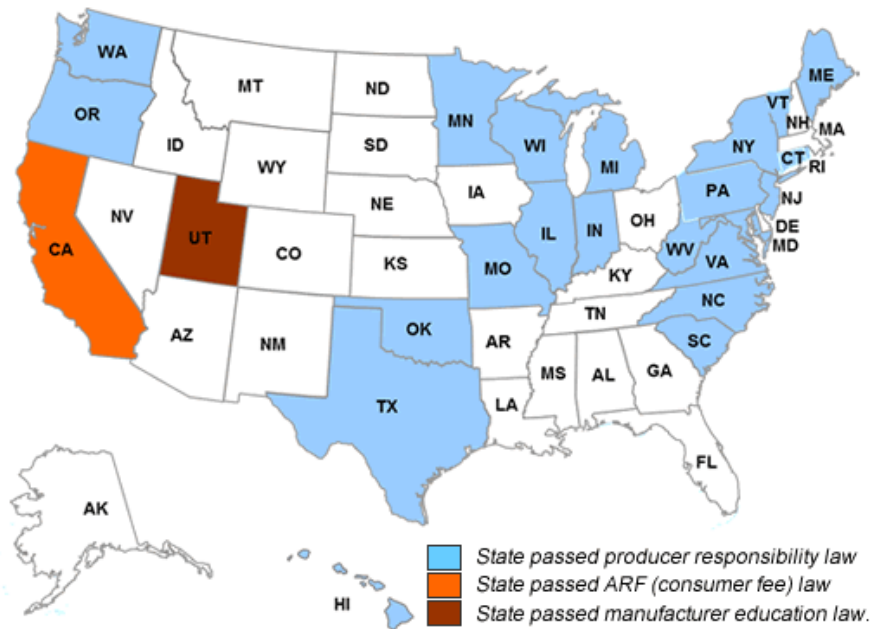 WA
MT
ND
MN
ME
VT
NH
MA
OR
ID
SD
WI
NY
WY
MI
CT
RI
IA
PA
NV
NE
NJ
UT
IL
IN
OH
DE
CA
CO
MD
KS
MO
WV
VA
KY
NC
TN
OK
AZ
NM
AR
SC
MS
AL
GA
TX
LA
FL
AK
HI
State passed producer responsibility law
State passed ARF (consumer fee) law
State passed manufacturer education law.